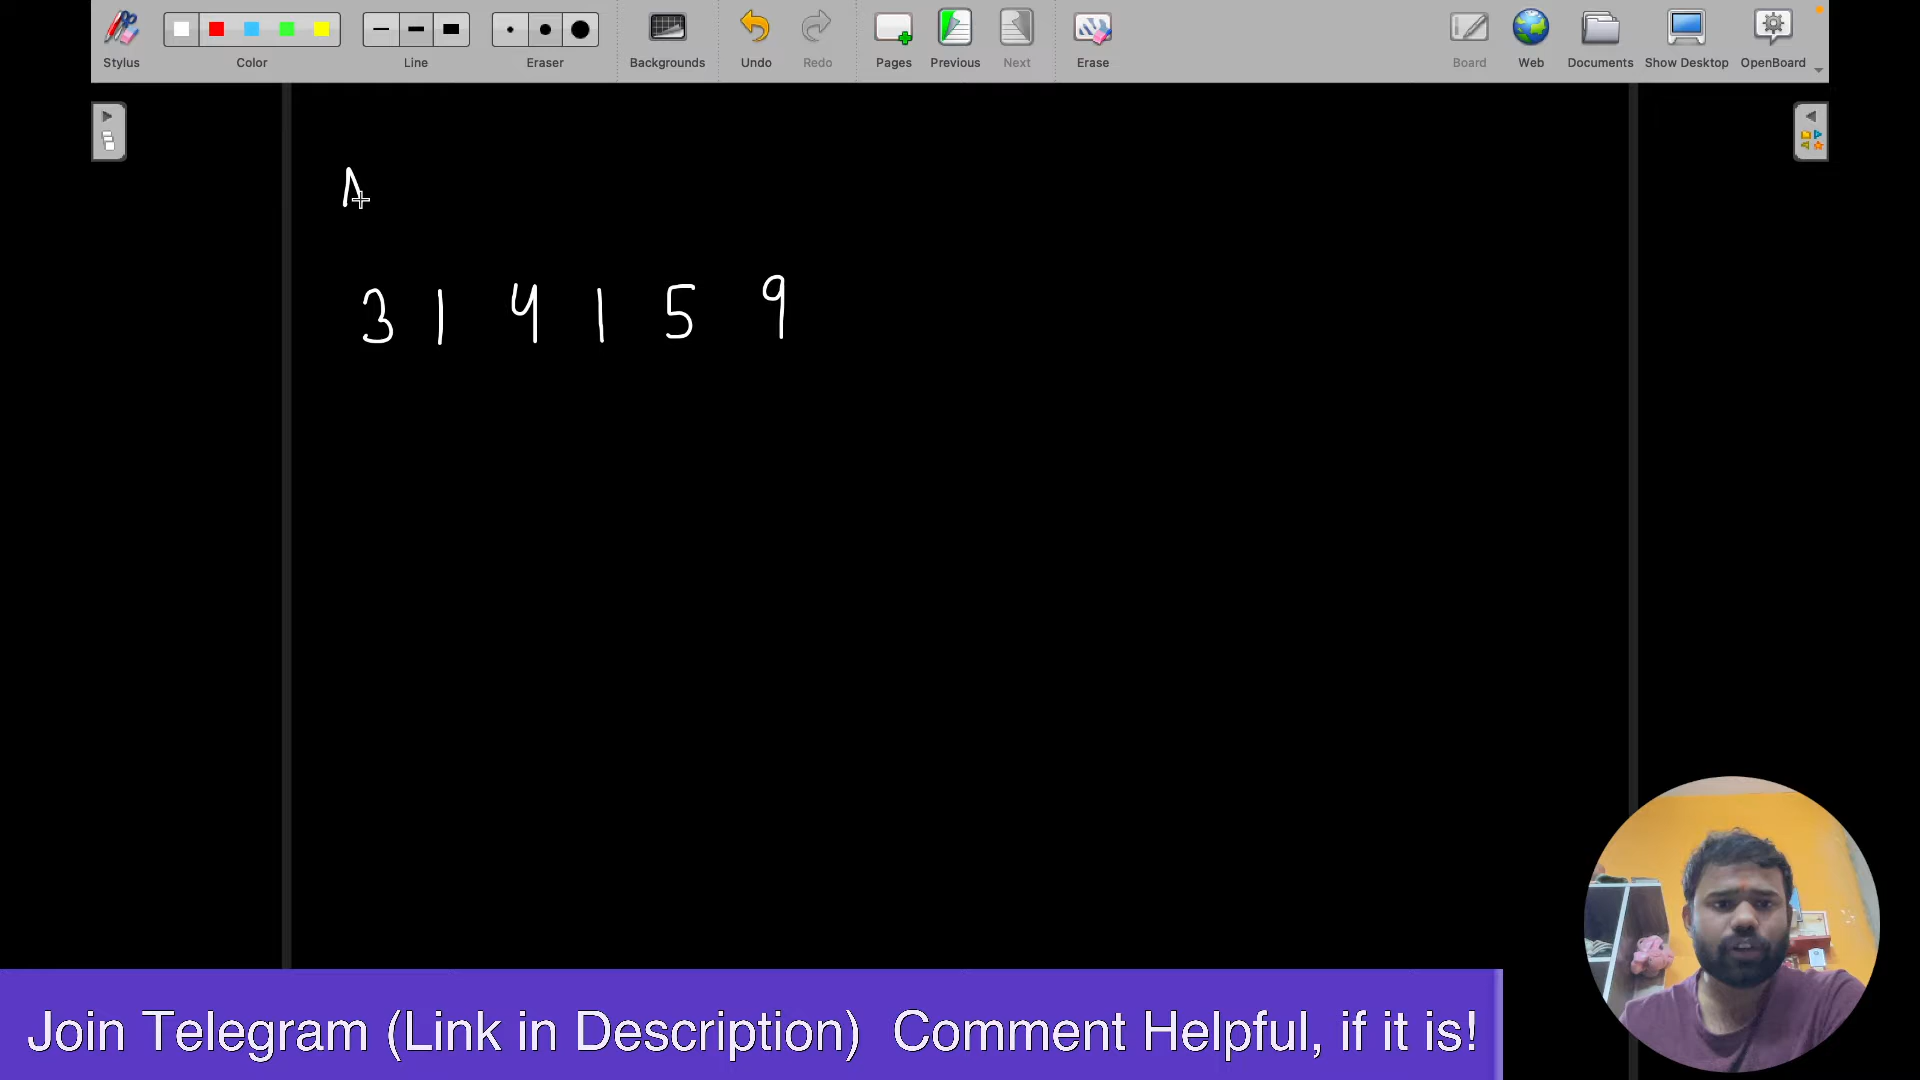 Stylus Color Line Eraser Backgrounds Undo Redo Pages Previous Next Erase Board Web Documents Show Desktop OpenBoard
3 1 4 1 5 9
Join Telegram (Link in Description) Comment Helpful, if it is!